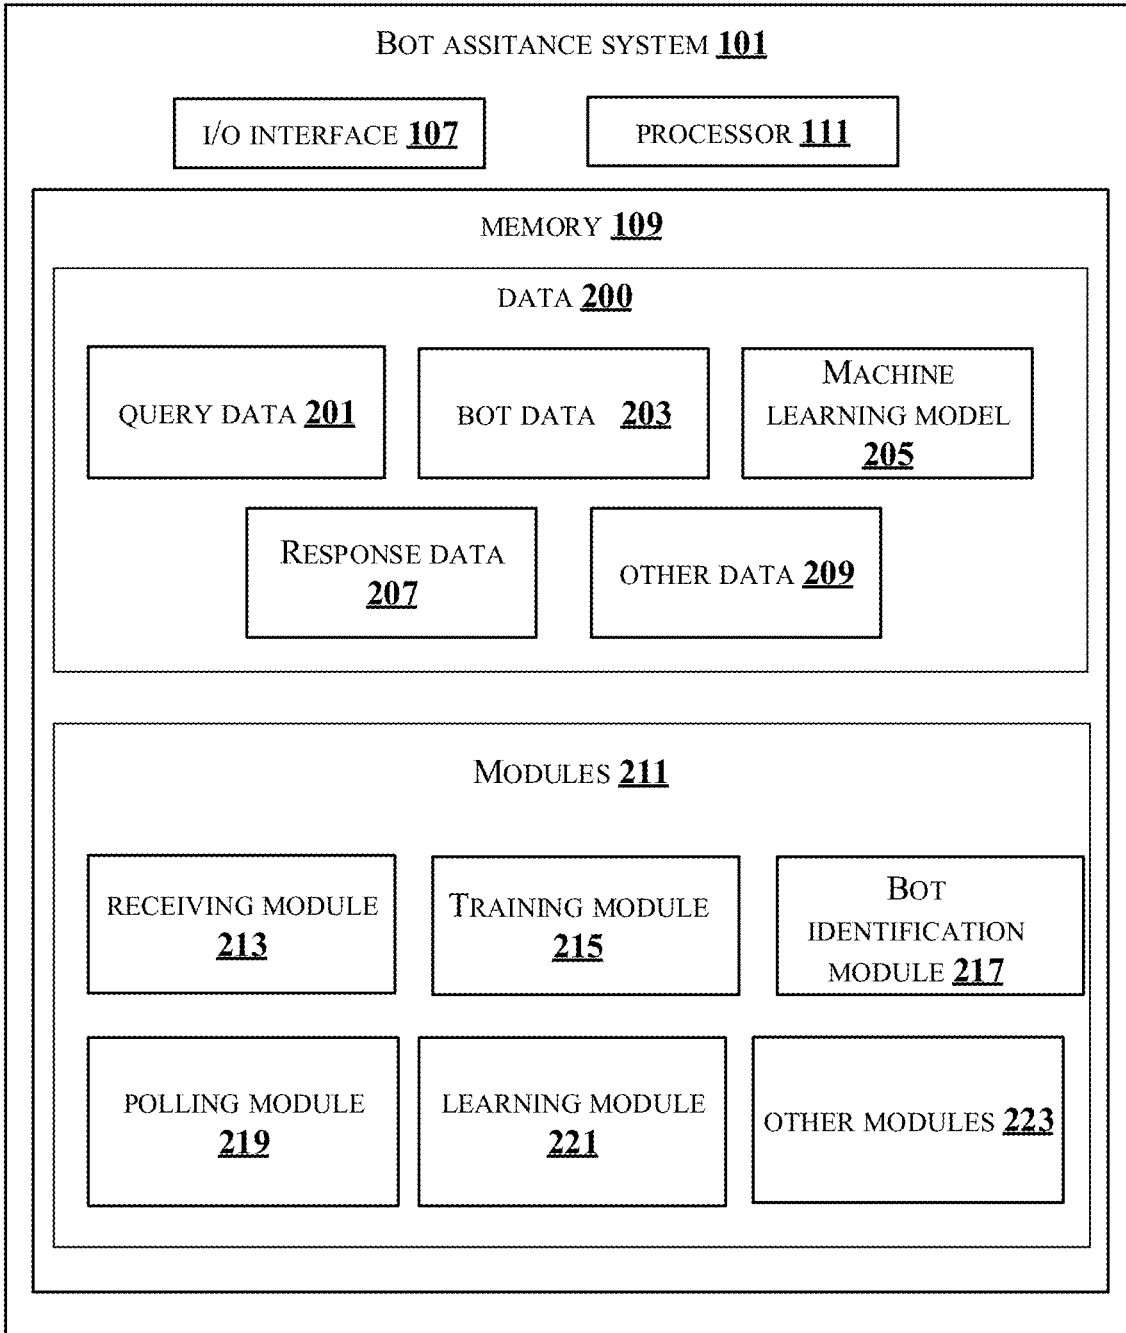 BOT ASSITANCE SYSTEM 101
I/O INTERFACE 107
PROCESSOR 111
MEMORY 109
DATA 200
QUERY DATA 201
BOT DATA 203
MACHINE
LEARNING MODEL
205
RESPONSE DATA
207
OTHER DATA 209
MODULES 211
RECEIVING MODULE
213
TRAINING MODULE
215
BOT
IDENTIFICATION
MODULE 217
POLLING MODULE
219
LEARNING MODULE
221
OTHER MODULES 223